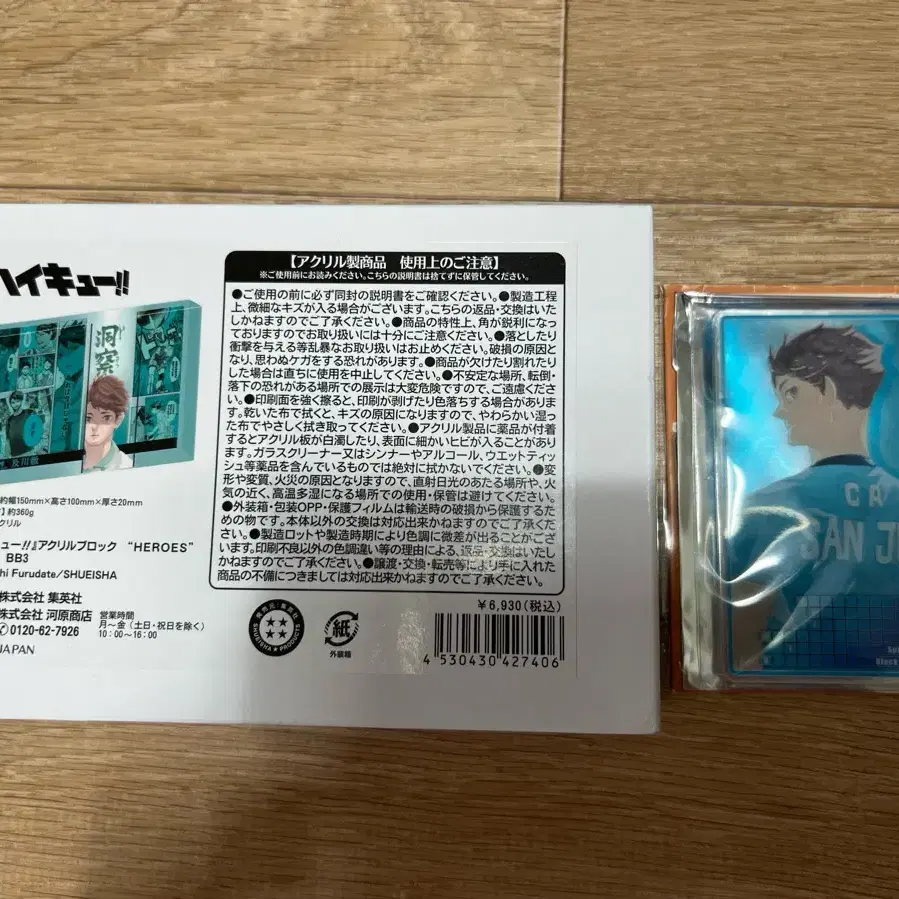 ハイキュー!!
洞察
及川徹
約幅150mm×高さ100mm×厚さ20mm
約360g
クリル
ュー!!』アクリルブロック “HEROES”
BB3
hi Furudate/SHUEISHA
株式会社 集英社
株式会社 河原商店
0120-62-7926
営業時間
月〜金（土日・祝日を除く）
10：00〜16：00
JAPAN
【アクリル製商品　使用上のご注意】
※ご使用前にお読みください。こちらの説明書は捨てずに保管してください。
●ご使用の前に必ず同封の説明書をご確認ください。●製造工程
上、微細なキズが入る場合がございます。こちらの返品・交換はいた
しかねますのでご了承ください。●商品の特性上、角が鋭利になっ
ておりますのでお取り扱いには十分にご注意ください。●落としたり
衝撃を与える等乱暴なお取り扱いはお止めください。破損の原因と
なり、思わぬケガをする恐れがあります。●商品が欠けたり割れたり
した場合は直ちに使用を中止してください。●不安定な場所、転倒・
落下の恐れがある場所での展示は大変危険ですので、ご遠慮くださ
い。●印刷面を強く擦ると、印刷が剥げたり色落ちする場合がありま
す。乾いた布で拭くと、キズの原因になりますので、やわらかい湿っ
た布でやさしく拭き取ってください。●アクリル製品に薬品が付着
するとアクリル板が白濁したり、表面に細かいヒビが入ることがあり
ます。ガラスクリーナー又はシンナーやアルコール、ウエットティッ
シュ等薬品を含んでいるものでは絶対に拭かないでください。●変
形や変質、火災の原因となりますので、直射日光のあたる場所や、火
気の近く、高温多湿になる場所での使用・保管は避けてください。
●外装箱・包装OPP・保護フィルムは輸送時の破損から保護するた
めの物です。本体以外の交換は対応出来かねますのでご了承くださ
い。●製造ロットや製造時期により色調に微差が出ることがござい
ます。印刷不良以外の色調違い等の理由による、返品・交換はいたし
かねますのでご了承ください。●譲渡・交換・転売等により手に入れた
商品の不備につきましては対応出来かねますのでご了承ください。
¥6,930(税込)
発売元：集英社
SHUEISHA PRODUCTS
紙
外装箱
4 530430 427406
CA
SAN J
Block